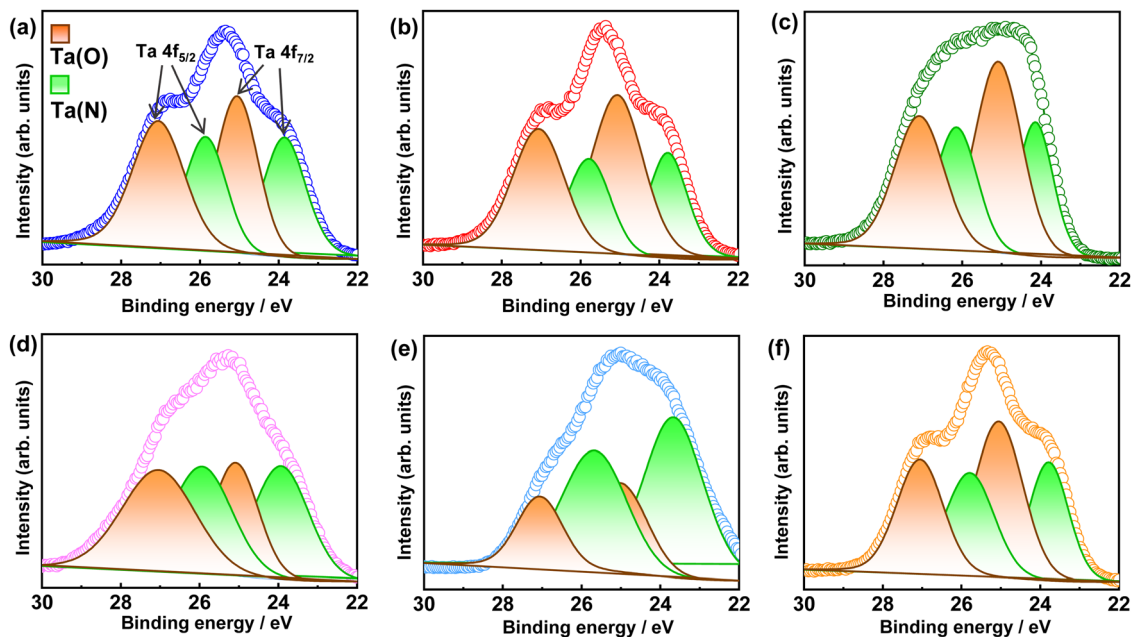 (a)
Ta(O)
Ta(N)
Ta 4f5/2
Ta 4f7/2
Intensity (arb. units)
30 28 26 24 22
Binding energy / eV
(b)
Intensity (arb. units)
30 28 26 24 22
Binding energy / eV
(c)
Intensity (arb. units)
30 28 26 24 22
Binding energy / eV
(d)
Intensity (arb. units)
30 28 26 24 22
Binding energy / eV
(e)
Intensity (arb. units)
30 28 26 24 22
Binding energy / eV
(f)
Intensity (arb. units)
30 28 26 24 22
Binding energy / eV